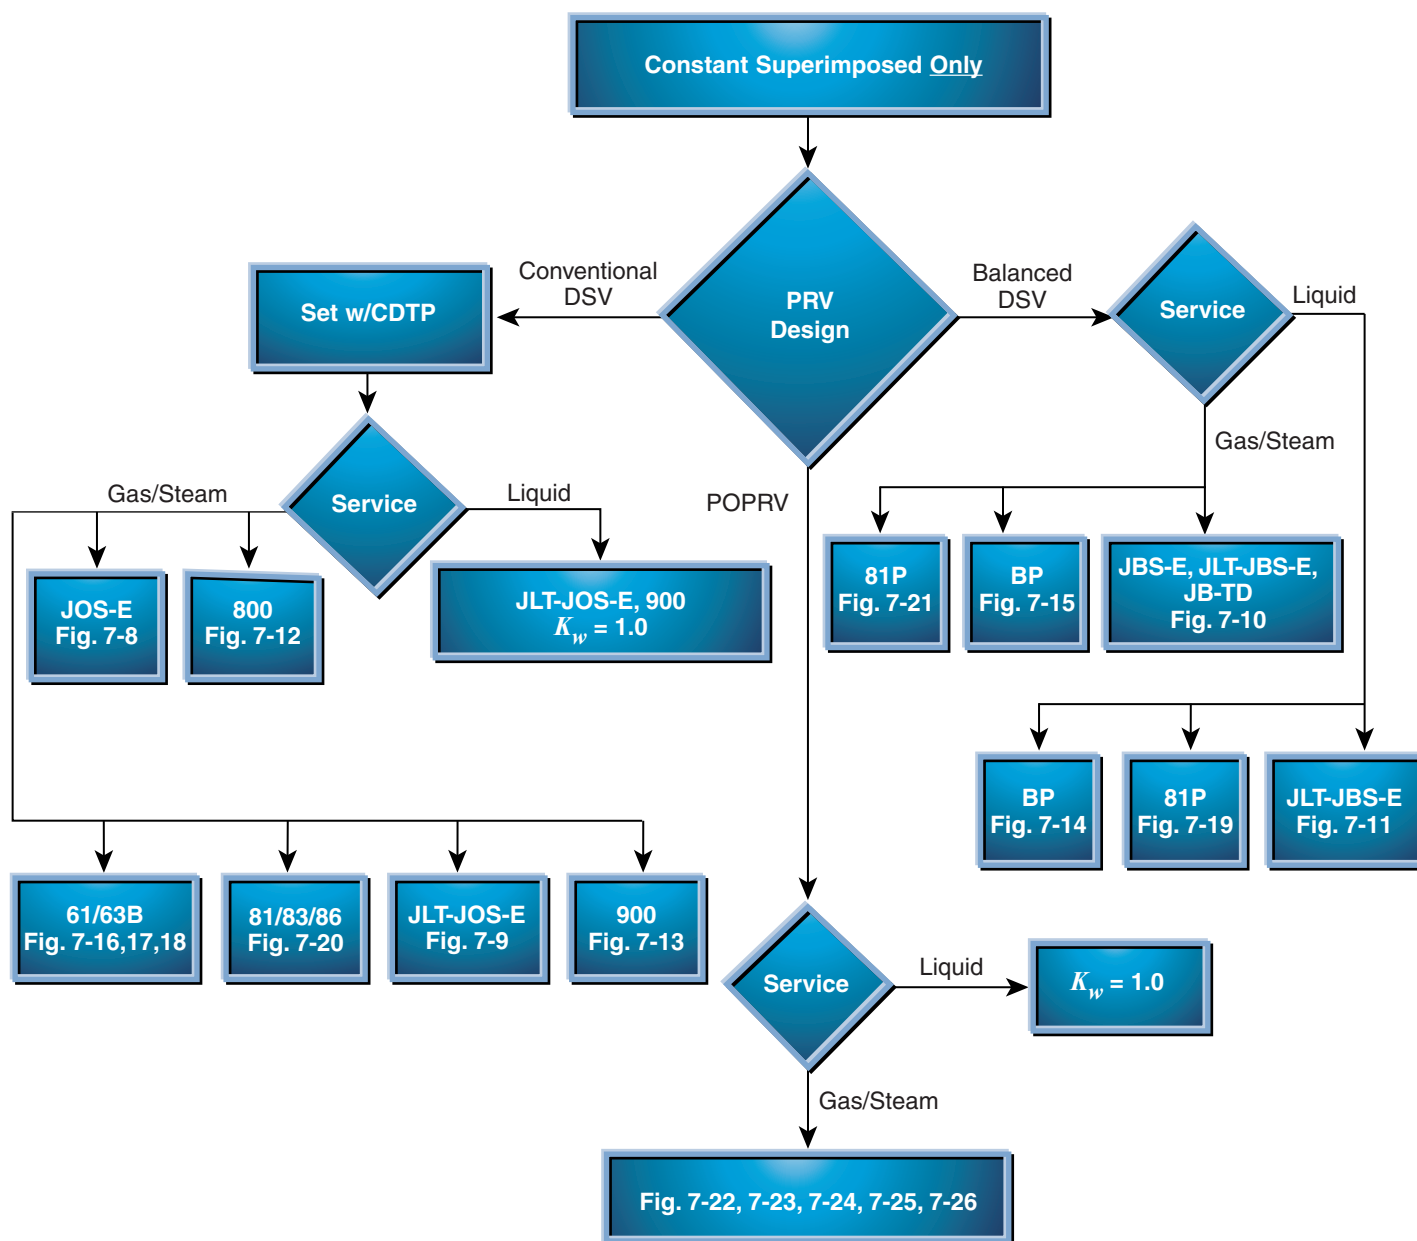 Constant Superimposed Only
Conventional
DSV
Set w/CDTP
PRV
Design
Balanced
DSV
Service
Liquid
Gas/Steam
Gas/Steam
Service
Liquid
POPRV
JOS-E
Fig. 7-8
800
Fig. 7-12
JLT-JOS-E, 900
Kw = 1.0
81P
Fig. 7-21
BP
Fig. 7-15
JBS-E, JLT-JBS-E,
JB-TD
Fig. 7-10
BP
Fig. 7-14
81P
Fig. 7-19
JLT-JBS-E
Fig. 7-11
61/63B
Fig. 7-16,17,18
81/83/86
Fig. 7-20
JLT-JOS-E
Fig. 7-9
900
Fig. 7-13
Service
Liquid
Kw = 1.0
Gas/Steam
Fig. 7-22, 7-23, 7-24, 7-25, 7-26